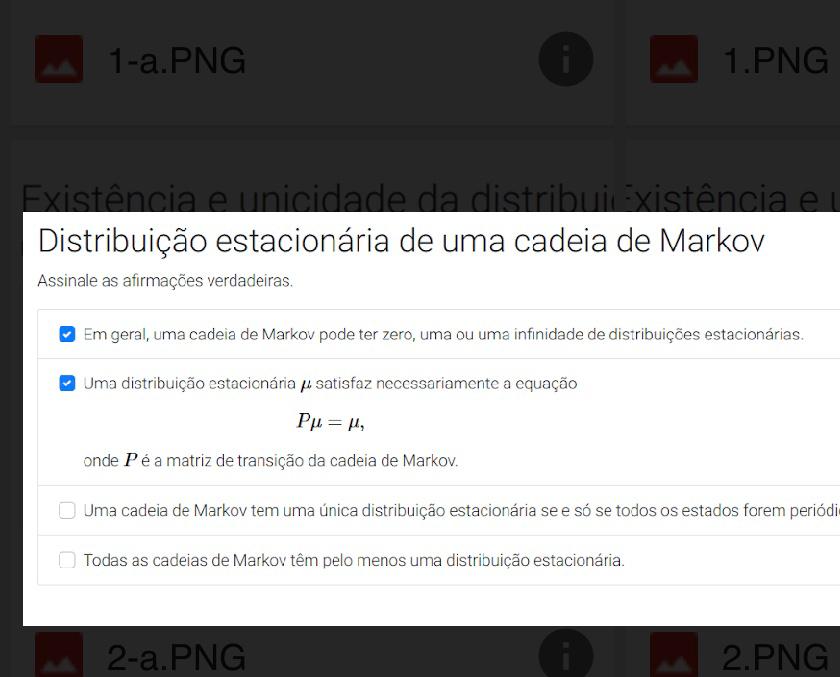 1-a.PNG
1.PNG
Existência e unicidade da distribui
Existência e u
Distribuição estacionária de uma cadeia de Markov
Assinale as afirmações verdadeiras.
Em geral, uma cadeia de Markov pode ter zero, uma ou uma infinidade de distribuições estacionárias.
Uma distribuição estacionária μ satisfaz necessariamente a equação
Pμ = μ,
onde P é a matriz de transição da cadeia de Markov.
Uma cadeia de Markov tem uma única distribuição estacionária se e só se todos os estados forem periódi
Todas as cadeias de Markov têm pelo menos uma distribuição estacionária.
2-a.PNG
2.PNG